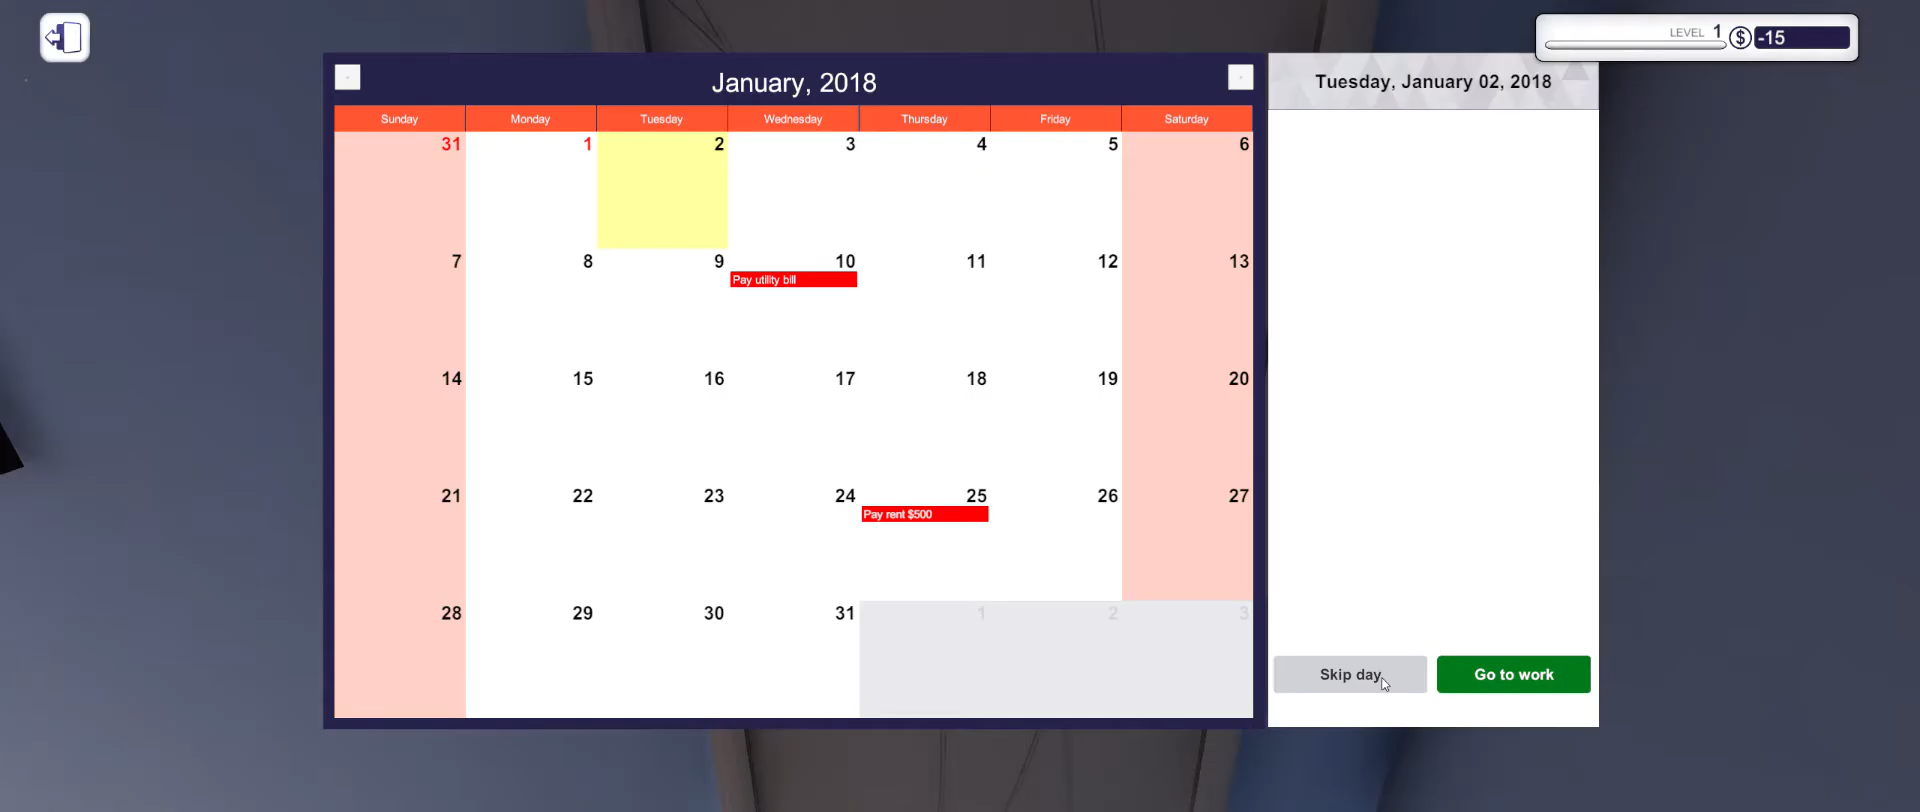 LEVEL 1 $ -15
January, 2018
Tuesday, January 02, 2018
Sunday Monday Tuesday Wednesday Thursday Friday Saturday
31 1 2 3 4 5 6
7 8 9 10 11 12 13
Pay utility bill
14 15 16 17 18 19 20
21 22 23 24 25 26 27
Pay rent $500
28 29 30 31 1 2 3
Skip day Go to work